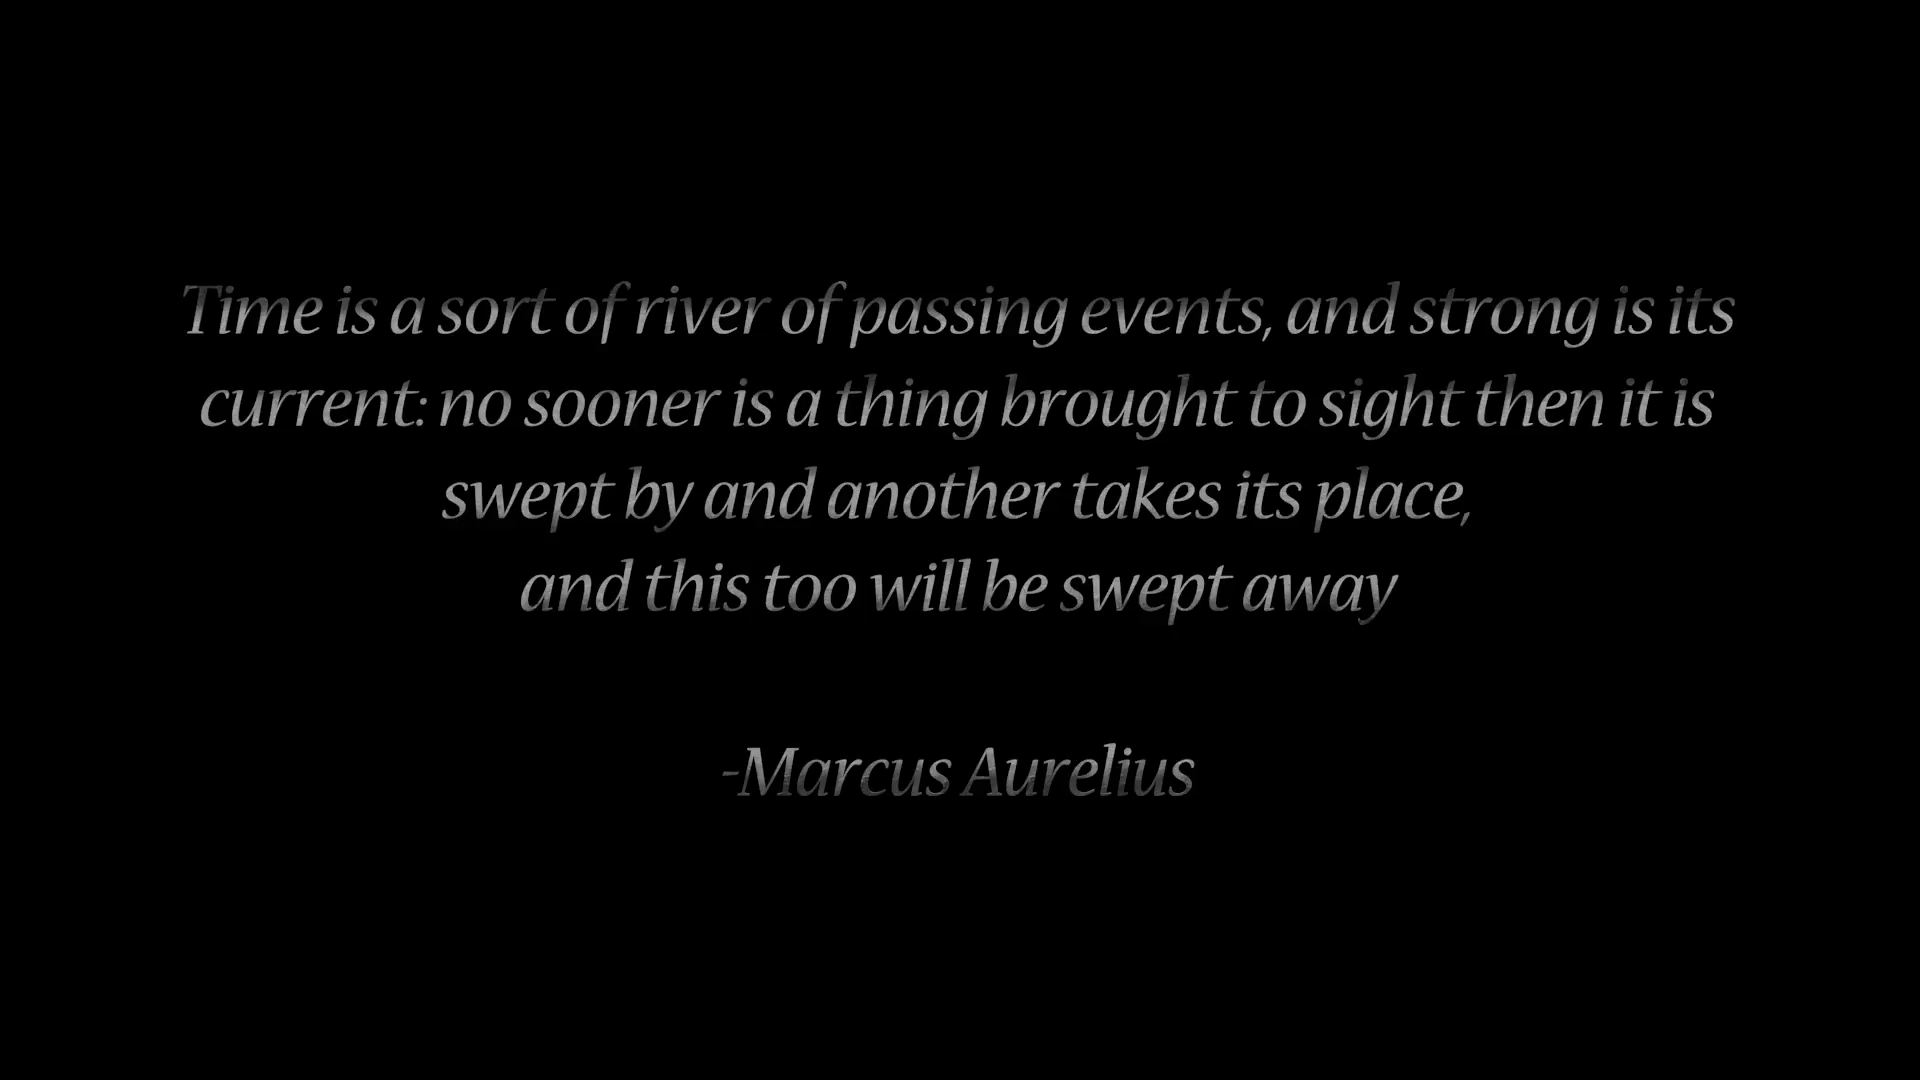 Time is a sort of river of passing events, and strong is its
current: no sooner is a thing brought to sight then it is
swept by and another takes its place,
and this too will be swept away
-Marcus Aurelius